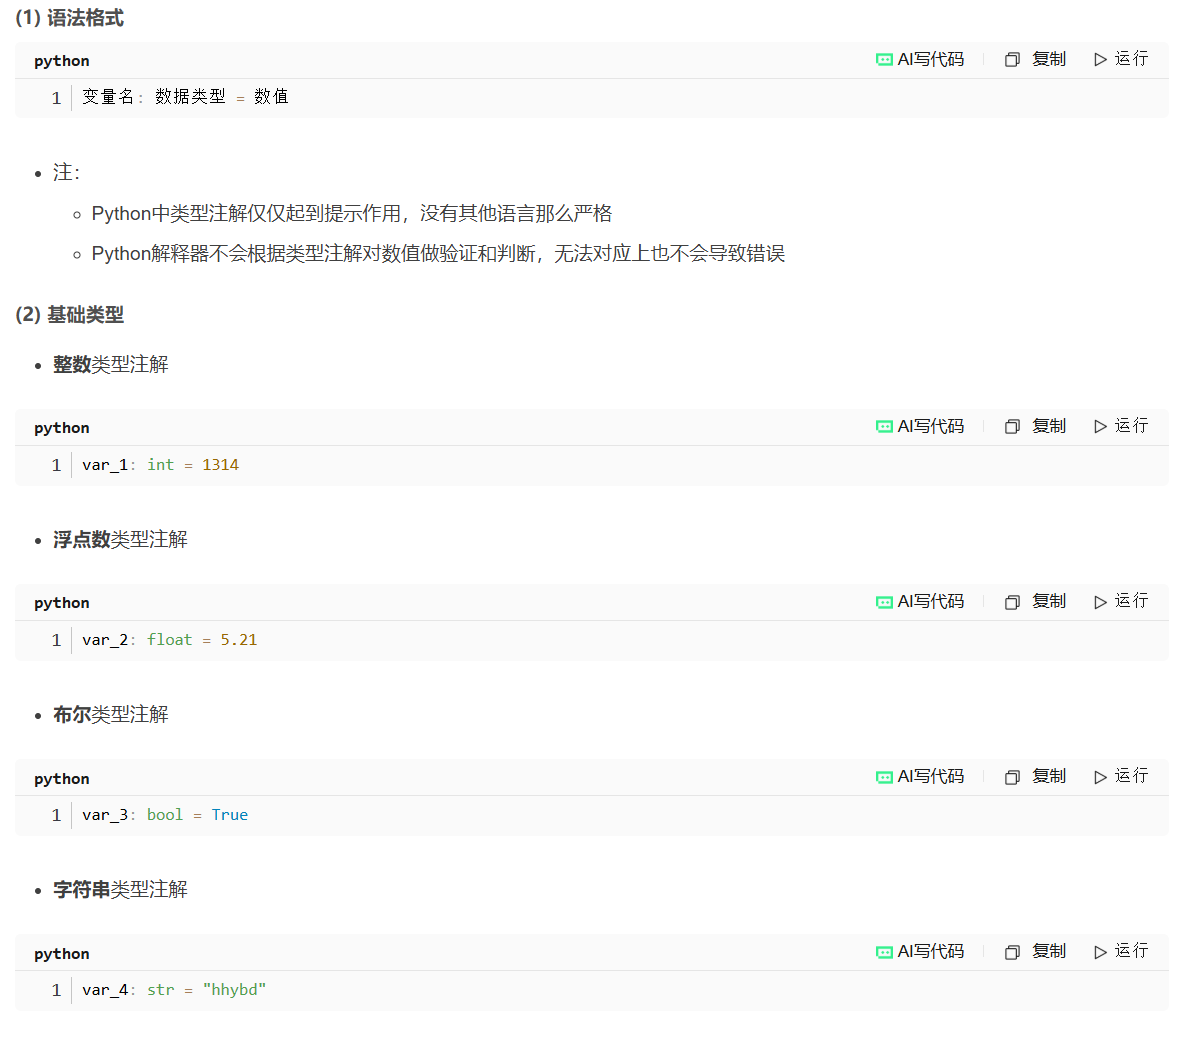 (1) 语法格式
python AI写代码 复制 运行
1 变量名: 数据类型 = 数值
注：
Python中类型注解仅仅起到提示作用，没有其他语言那么严格
Python解释器不会根据类型注解对数值做验证和判断，无法对应上也不会导致错误
(2) 基础类型
整数类型注解
python AI写代码 复制 运行
1 var_1: int = 1314
浮点数类型注解
python AI写代码 复制 运行
1 var_2: float = 5.21
布尔类型注解
python AI写代码 复制 运行
1 var_3: bool = True
字符串类型注解
python AI写代码 复制 运行
1 var_4: str = "hhybd"